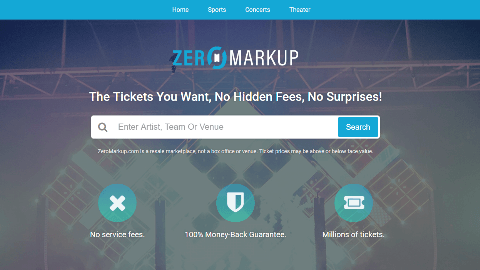 Home Sports Concerts Theater
ZEROMARKUP
The Tickets You Want, No Hidden Fees, No Surprises!
Enter Artist, Team Or Venue Search
ZeroMarkup.com is a resale marketplace, not a box office or venue. Ticket prices may be above or below face value.
No service fees. 100% Money-Back Guarantee. Millions of tickets.